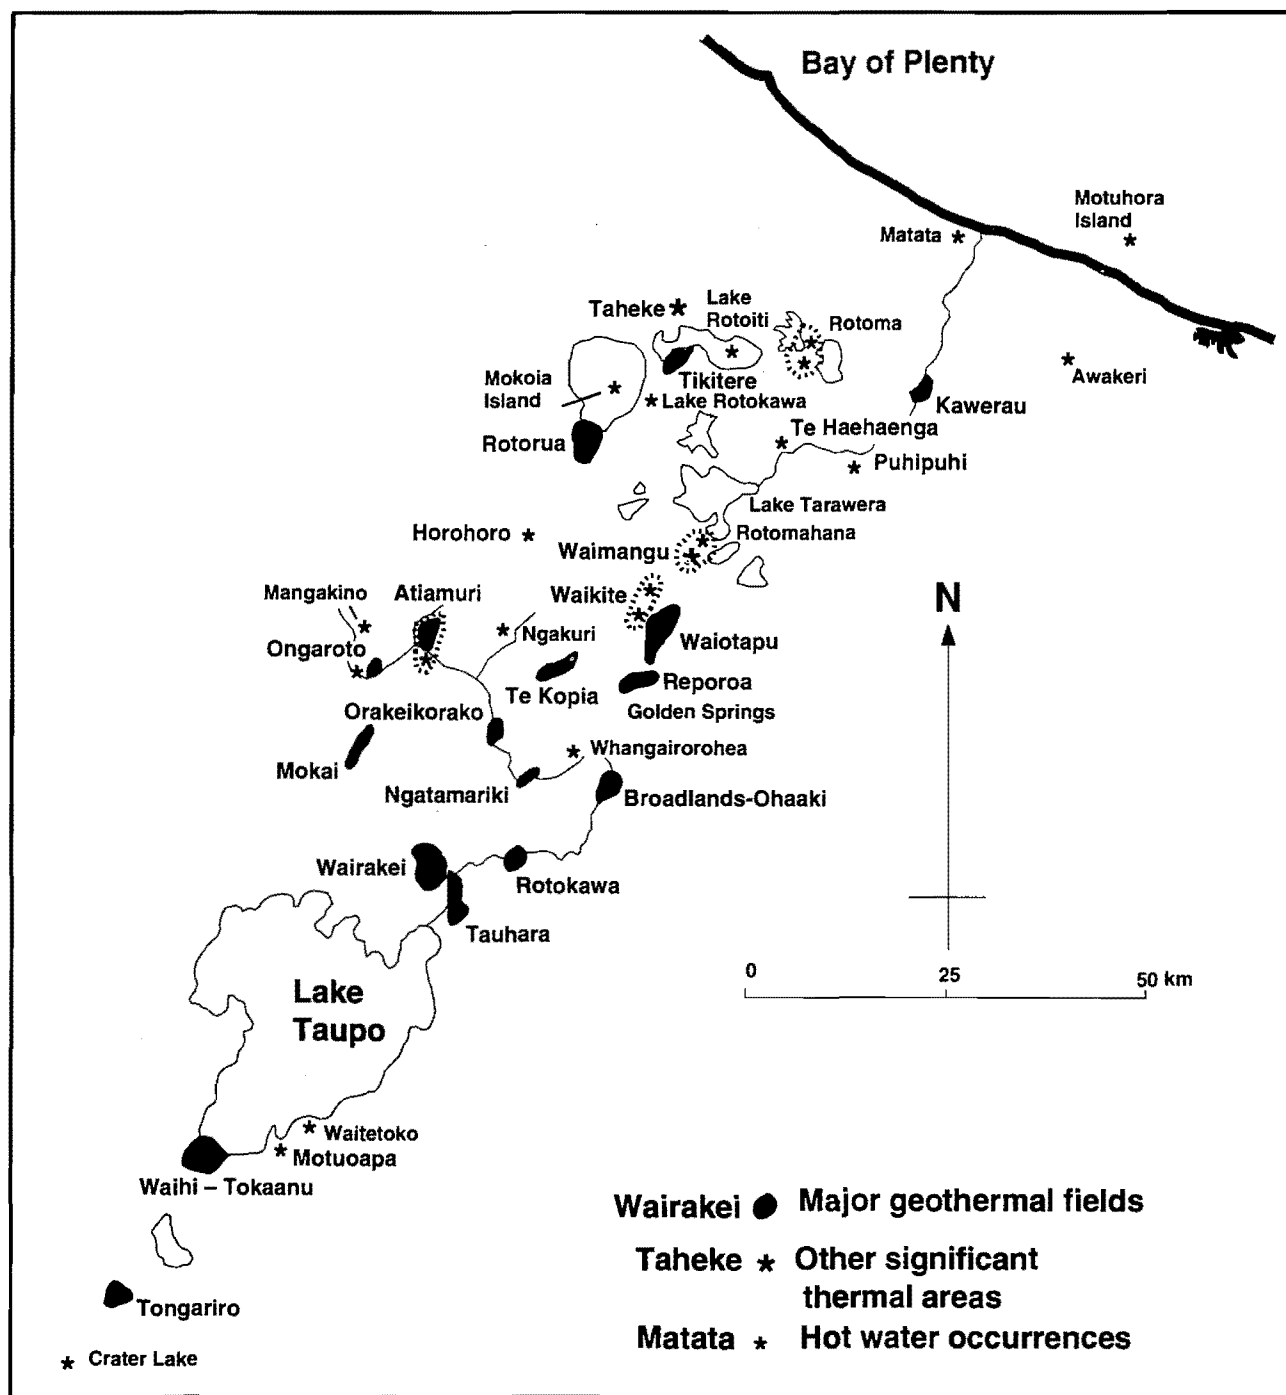 Bay of Plenty
Motuhora
Island
Matata
Taheke
Lake
Rotoiti
Rotoma
Mokoia
Island
Tikitere
Lake Rotokawa
Awakeri
Kawerau
Rotorua
Te Haehaenga
Puhipuhi
Lake Tarawera
Horohoro
Rotomahana
Waimangu
Mangakino
Atiamuri
Waikite
N
Ongaroto
Ngakuri
Waiotapu
Te Kopia
Reporoa
Golden Springs
Orakeikorako
Whangairorohea
Mokai
Ngatamariki
Broadlands-Ohaaki
Wairakei
Rotokawa
Tauhara
0 25 50 km
Lake
Taupo
Waitetoko
Motuoapa
Waihi – Tokaanu
Wairakei Major geothermal fields
Taheke * Other significant
thermal areas
Matata * Hot water occurrences
Tongariro
Crater Lake